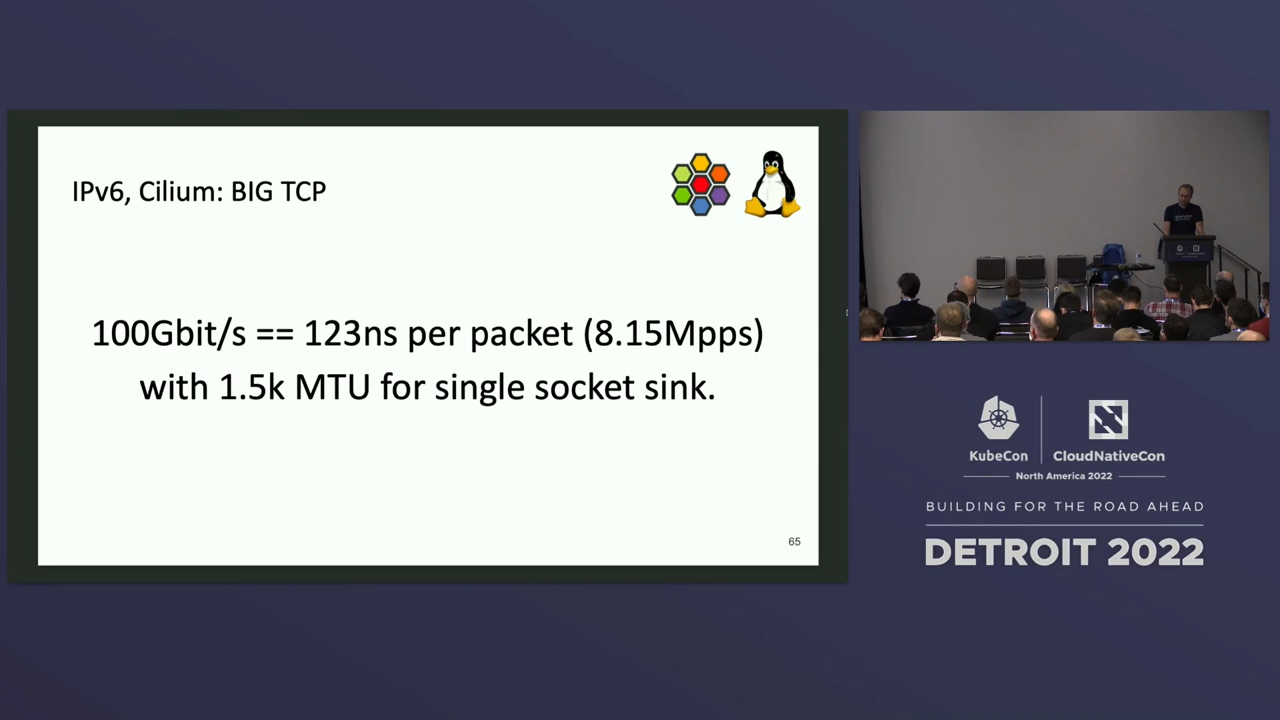 IPv6, Cilium: BIG TCP
100Gbit/s == 123ns per packet (8.15Mpps)
with 1.5k MTU for single socket sink.
65
KubeCon
CloudNativeCon
North America 2022
BUILDING FOR THE ROAD AHEAD
DETROIT 2022